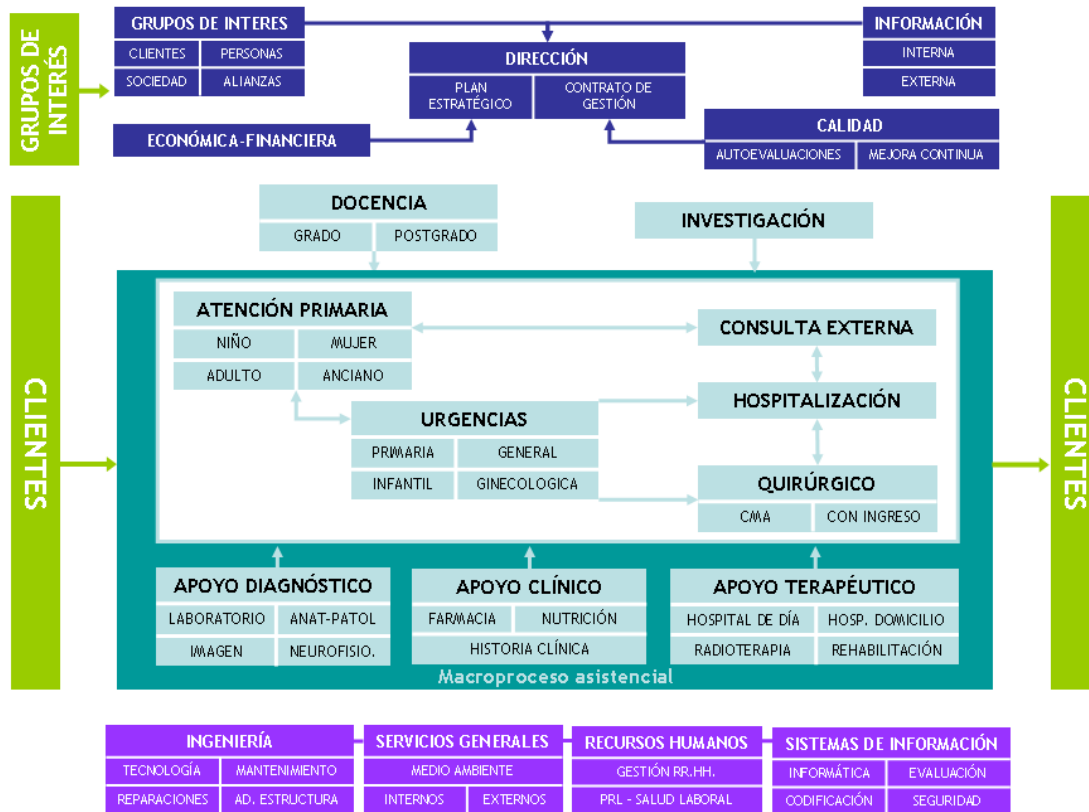 GRUPOS DE
INTERÉS
GRUPOS DE INTERES
CLIENTES
PERSONAS
SOCIEDAD
ALIANZAS
DIRECCIÓN
PLAN
ESTRATÉGICO
CONTRATO DE
GESTIÓN
INFORMACIÓN
INTERNA
EXTERNA
ECONÓMICA-FINANCIERA
CALIDAD
AUTOEVALUACIONES
MEJORA CONTINUA
CLIENTES
DOCENCIA
GRADO
POSTGRADO
INVESTIGACIÓN
ATENCIÓN PRIMARIA
NIÑO
MUJER
ADULTO
ANCIANO
CONSULTA EXTERNA
HOSPITALIZACIÓN
URGENCIAS
PRIMARIA
GENERAL
INFANTIL
GINECOLOGICA
QUIRÚRGICO
CMA
CON INGRESO
APOYO DIAGNÓSTICO
LABORATORIO
ANAT-PATOL
IMAGEN
NEUROFISIO.
APOYO CLÍNICO
FARMACIA
NUTRICIÓN
HISTORIA CLÍNICA
APOYO TERAPÉUTICO
HOSPITAL DE DÍA
HOSP. DOMICILIO
RADIOTERAPIA
REHABILITACIÓN
Macroproceso asistencial
CLIENTES
INGENIERÍA
TECNOLOGÍA
MANTENIMIENTO
REPARACIONES
AD. ESTRUCTURA
SERVICIOS GENERALES
MEDIO AMBIENTE
INTERNOS
EXTERNOS
RECURSOS HUMANOS
GESTIÓN RR.HH.
PRL - SALUD LABORAL
SISTEMAS DE INFORMACIÓN
INFORMÁTICA
EVALUACIÓN
CODIFICACIÓN
SEGURIDAD